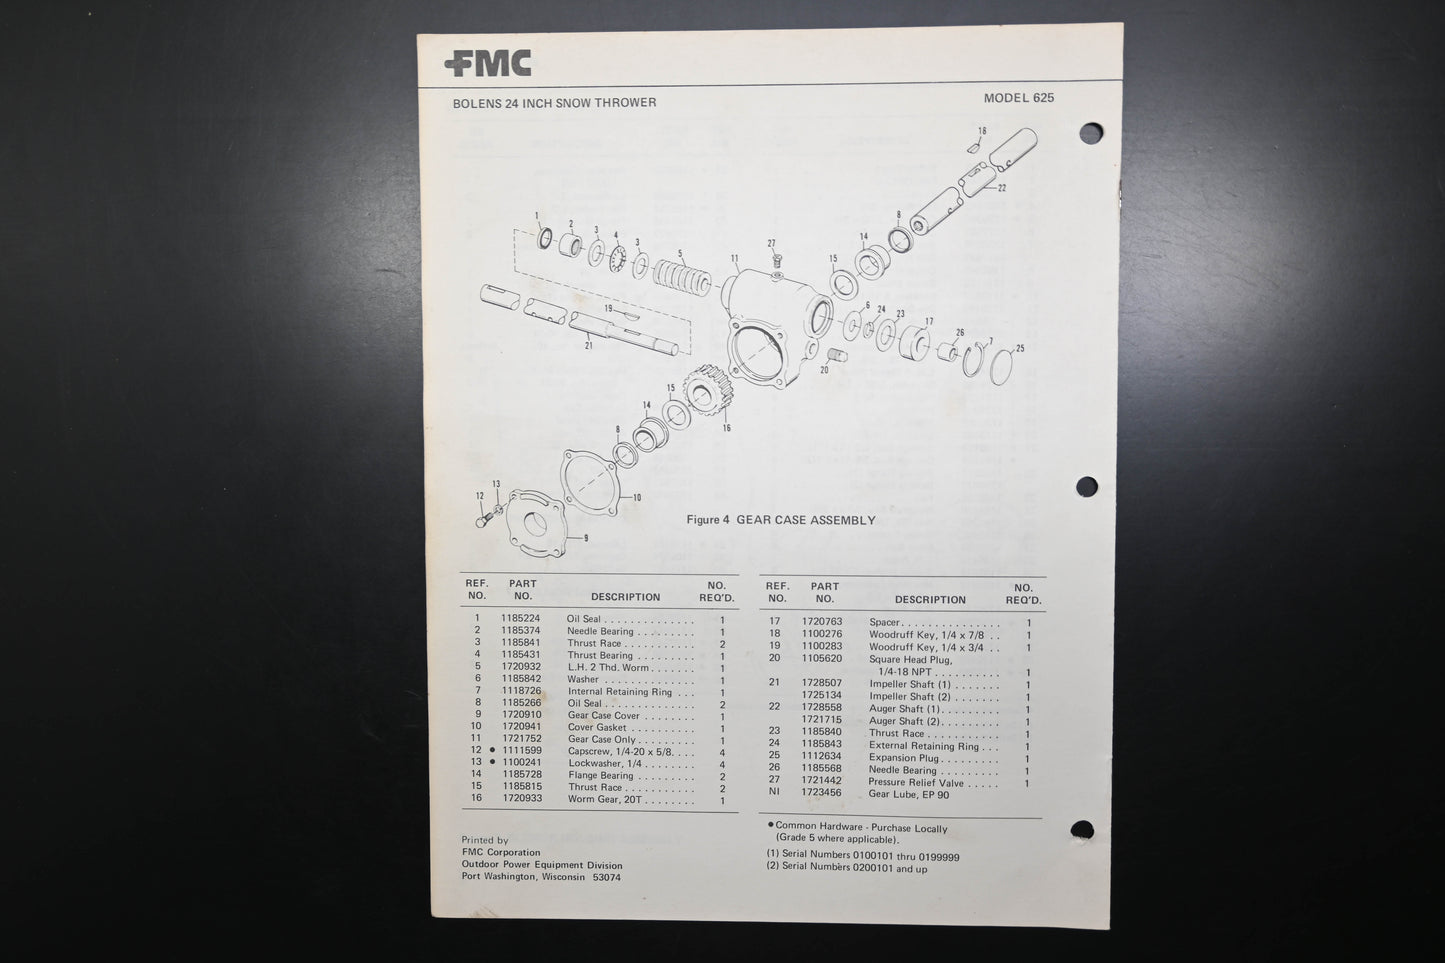 FMC
BOLENS 24 INCH SNOW THROWER
MODEL 625
18
22
8
14
15
27
11
1
2
3
4
3
5
19
21
6
24
23
17
26
7
25
20
15
16
14
8
10
13
12
9
Figure 4 GEAR CASE ASSEMBLY
REF. NO. PART NO. DESCRIPTION NO. REQ'D.
1 1185224 Oil Seal . . . . . . . . . . . . . . 1
2 1185374 Needle Bearing . . . . . . . . . 1
3 1185841 Thrust Race . . . . . . . . . . . 2
4 1185431 Thrust Bearing . . . . . . . . . 1
5 1720932 L.H. 2 Thd. Worm . . . . . . . 1
6 1185842 Washer . . . . . . . . . . . . . . 1
7 1118726 Internal Retaining Ring . . . 1
8 1185266 Oil Seal . . . . . . . . . . . . . . 2
9 1720910 Gear Case Cover . . . . . . . . 1
10 1720941 Cover Gasket . . . . . . . . . . 1
11 1721752 Gear Case Only . . . . . . . . . 1
12 ● 1111599 Capscrew, 1/4-20 x 5/8. . . . 4
13 ● 1100241 Lockwasher, 1/4 . . . . . . . . 4
14 1185728 Flange Bearing . . . . . . . . . 2
15 1185815 Thrust Race . . . . . . . . . . . 2
16 1720933 Worm Gear, 20T . . . . . . . . 1
REF. NO. PART NO. DESCRIPTION NO. REQ'D.
17 1720763 Spacer . . . . . . . . . . . . . . . 1
18 1100276 Woodruff Key, 1/4 x 7/8 . . 1
19 1100283 Woodruff Key, 1/4 x 3/4 . . 1
20 1105620 Square Head Plug,
1/4-18 NPT . . . . . . . . . . 1
21 1728507 Impeller Shaft (1) . . . . . . . 1
1725134 Impeller Shaft (2) . . . . . . . 1
22 1728558 Auger Shaft (1). . . . . . . . . 1
1721715 Auger Shaft (2). . . . . . . . . 1
23 1185840 Thrust Race . . . . . . . . . . . 1
24 1185843 External Retaining Ring . . . 1
25 1112634 Expansion Plug . . . . . . . . . 1
26 1185568 Needle Bearing . . . . . . . . . 1
27 1721442 Pressure Relief Valve . . . . . 1
NI 1723456 Gear Lube, EP 90
● Common Hardware - Purchase Locally
(Grade 5 where applicable).
(1) Serial Numbers 0100101 thru 0199999
(2) Serial Numbers 0200101 and up
Printed by
FMC Corporation
Outdoor Power Equipment Division
Port Washington, Wisconsin 53074